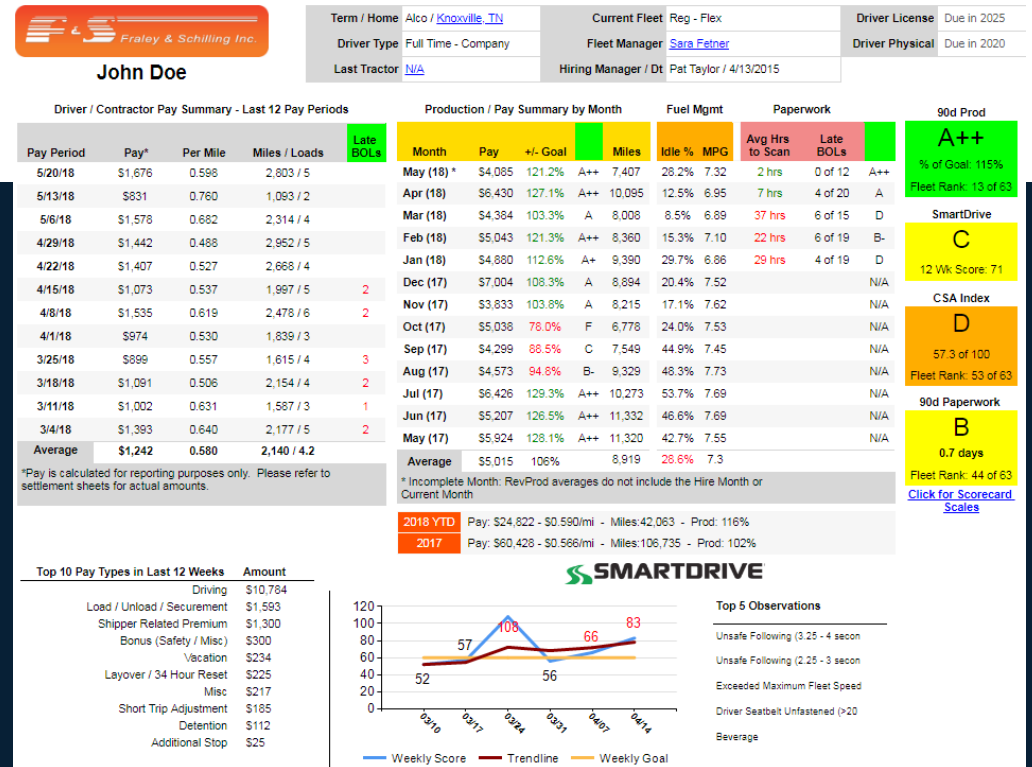 F & S Fraley & Schilling Inc.
John Doe
Term / Home Alco / Knoxville, TN Current Fleet Reg - Flex Driver License Due in 2025
Driver Type Full Time - Company Fleet Manager Sara Fetner Driver Physical Due in 2020
Last Tractor N/A Hiring Manager / Dt Pat Taylor / 4/13/2015
Driver / Contractor Pay Summary - Last 12 Pay Periods
Pay Period Pay* Per Mile Miles / Loads Late BOLs
5/20/18 $1,676 0.598 2,803 / 5
5/13/18 $831 0.760 1,093 / 2
5/6/18 $1,578 0.682 2,314 / 4
4/29/18 $1,442 0.488 2,952 / 5
4/22/18 $1,407 0.527 2,668 / 4
4/15/18 $1,073 0.537 1,997 / 5 2
4/8/18 $1,535 0.619 2,478 / 6 2
4/1/18 $974 0.530 1,839 / 3
3/25/18 $899 0.557 1,615 / 4 3
3/18/18 $1,091 0.506 2,154 / 4 2
3/11/18 $1,002 0.631 1,587 / 3 1
3/4/18 $1,393 0.640 2,177 / 5 2
Average $1,242 0.580 2,140 / 4.2
*Pay is calculated for reporting purposes only. Please refer to
settlement sheets for actual amounts.
Production / Pay Summary by Month Fuel Mgmt Paperwork
Month Pay +/- Goal Miles Idle % MPG Avg Hrs to Scan Late BOLs
May (18) * $4,085 121.2% A++ 7,407 28.2% 7.32 2 hrs 0 of 12 A++
Apr (18) $6,430 127.1% A++ 10,095 12.5% 6.95 7 hrs 4 of 20 A
Mar (18) $4,384 103.3% A 8,008 8.5% 6.89 37 hrs 6 of 15 D
Feb (18) $5,043 121.3% A++ 8,360 15.3% 7.10 22 hrs 6 of 19 B-
Jan (18) $4,880 112.6% A+ 9,390 29.7% 6.86 29 hrs 4 of 19 D
Dec (17) $7,004 108.3% A 8,894 20.4% 7.52 N/A
Nov (17) $3,833 103.8% A 8,215 17.1% 7.62 N/A
Oct (17) $5,038 78.0% F 6,778 24.0% 7.53 N/A
Sep (17) $4,299 86.5% C 7,549 44.9% 7.45 N/A
Aug (17) $4,573 94.8% B- 9,329 48.3% 7.73 N/A
Jul (17) $6,426 129.3% A++ 10,273 53.7% 7.69 N/A
Jun (17) $5,207 126.5% A++ 11,332 46.6% 7.69 N/A
May (17) $5,924 128.1% A++ 11,320 42.7% 7.55 N/A
Average $5,015 106% 8,919 28.6% 7.3
* Incomplete Month: RevProd averages do not include the Hire Month or
Current Month
2018 YTD Pay: $24,822 - $0.590/mi - Miles:42,063 - Prod: 116%
2017 Pay: $60,428 - $0.566/mi - Miles:106,735 - Prod: 102%
90d Prod
A++
% of Goal: 115%
Fleet Rank: 13 of 63
SmartDrive
C
12 Wk Score: 71
CSA Index
D
57.3 of 100
Fleet Rank: 53 of 63
90d Paperwork
B
0.7 days
Fleet Rank: 44 of 63
Click for Scorecard
Scales
Top 10 Pay Types in Last 12 Weeks Amount
Driving $10,784
Load / Unload / Securement $1,593
Shipper Related Premium $1,300
Bonus (Safety / Misc) $300
Vacation $234
Layover / 34 Hour Reset $225
Misc $217
Short Trip Adjustment $185
Detention $112
Additional Stop $25
SMARTDRIVE
120
100
80
60
40
20
0
52
57
108
56
66
83
03/10 03/17 03/24 03/31 04/07 04/14
Weekly Score Trendline Weekly Goal
Top 5 Observations
Unsafe Following (3.25 - 4 secon
Unsafe Following (2.25 - 3 secon
Exceeded Maximum Fleet Speed
Driver Seatbelt Unfastened (>20
Beverage